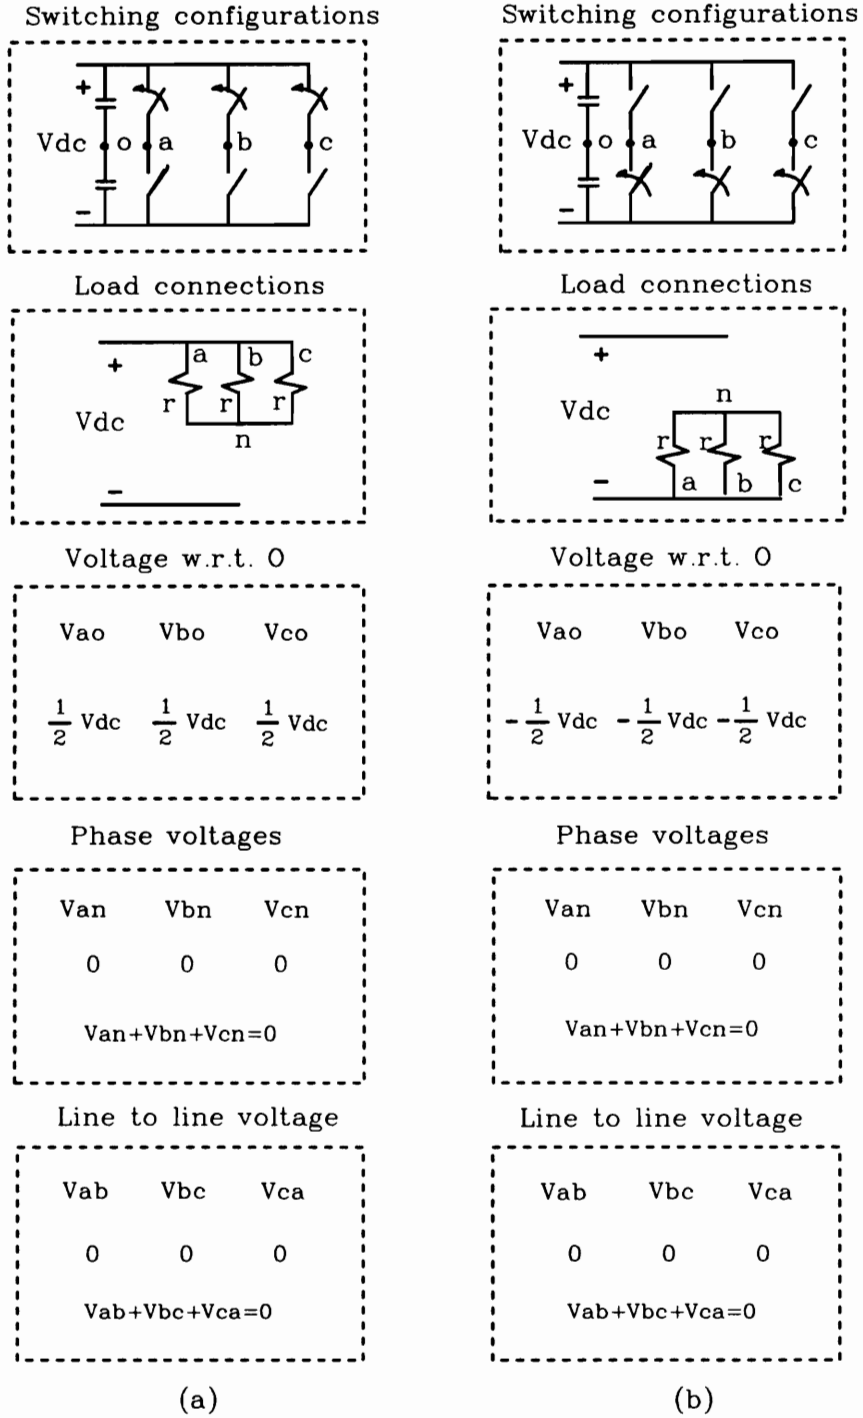 Switching configurations
+
Vdc o a b c
−
Load connections
a b c
+
r r r
Vdc
n
−
Voltage w.r.t. O
Vao Vbo Vco
1/2 Vdc 1/2 Vdc 1/2 Vdc
Phase voltages
Van Vbn Vcn
0 0 0
Van+Vbn+Vcn=0
Line to line voltage
Vab Vbc Vca
0 0 0
Vab+Vbc+Vca=0
(a)
Switching configurations
+
Vdc o a b c
−
Load connections
+
n
Vdc
r r r
−
a b c
Voltage w.r.t. O
Vao Vbo Vco
-1/2 Vdc -1/2 Vdc -1/2 Vdc
Phase voltages
Van Vbn Vcn
0 0 0
Van+Vbn+Vcn=0
Line to line voltage
Vab Vbc Vca
0 0 0
Vab+Vbc+Vca=0
(b)